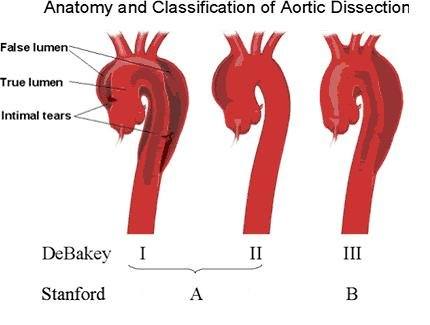 Anatomy and Classification of Aortic Dissection
False lumen
True lumen
Intimal tears
DeBakey I II III
Stanford A B